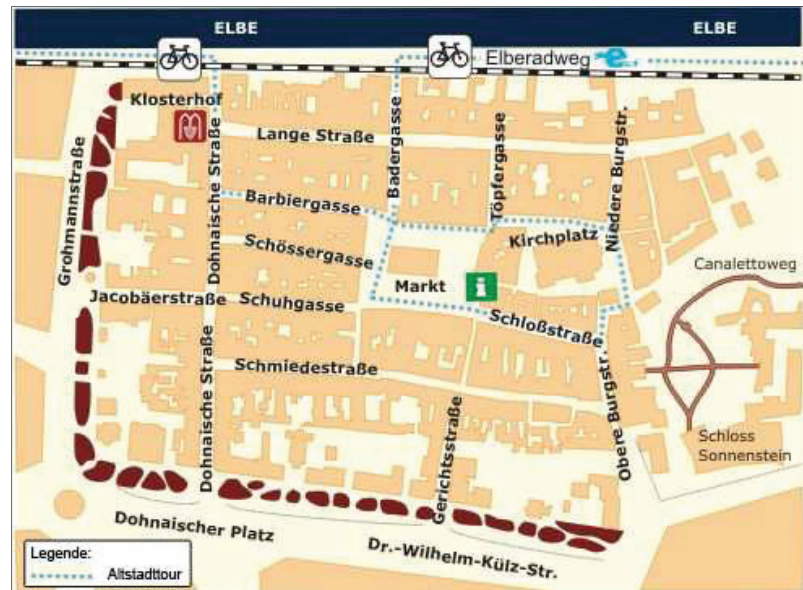 ELBE
ELBE
Elberadweg
Klosterhof
Lange Straße
Badergasse
Töpfergasse
Niedere Burgstr.
Grohmannstraße
Dohnaische Straße
Barbiergasse
Kirchplatz
Schössergasse
Canalettoweg
Markt
i
Jacobäerstraße
Schuhgasse
Schloßstraße
Schmiedestraße
Dohnaische Straße
Gerichtsstraße
Obere Burgstr.
Schloss
Sonnenstein
Dohnaischer Platz
Dr.-Wilhelm-Külz-Str.
Legende:
Altstadttour